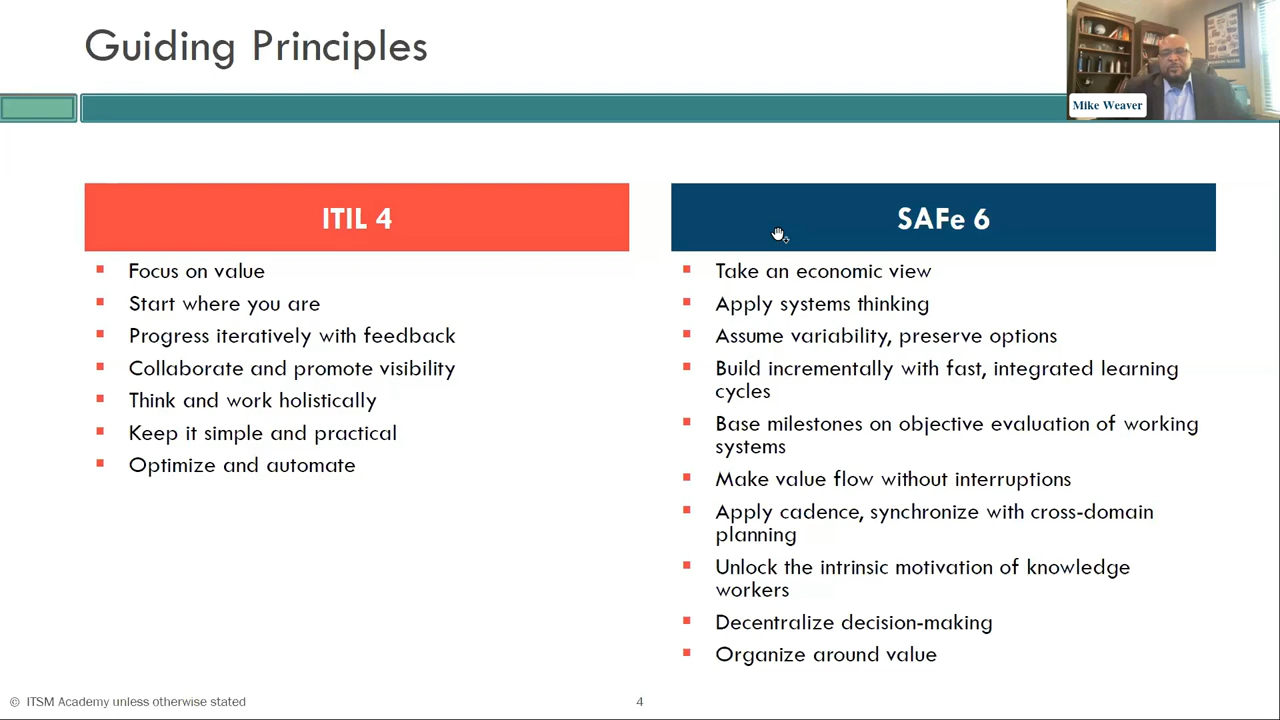 Guiding Principles
Mike Weaver
ITIL 4
Focus on value
Start where you are
Progress iteratively with feedback
Collaborate and promote visibility
Think and work holistically
Keep it simple and practical
Optimize and automate
SAFe 6
Take an economic view
Apply systems thinking
Assume variability, preserve options
Build incrementally with fast, integrated learning
cycles
Base milestones on objective evaluation of working
systems
Make value flow without interruptions
Apply cadence, synchronize with cross-domain
planning
Unlock the intrinsic motivation of knowledge
workers
Decentralize decision-making
Organize around value
© ITSM Academy unless otherwise stated
4